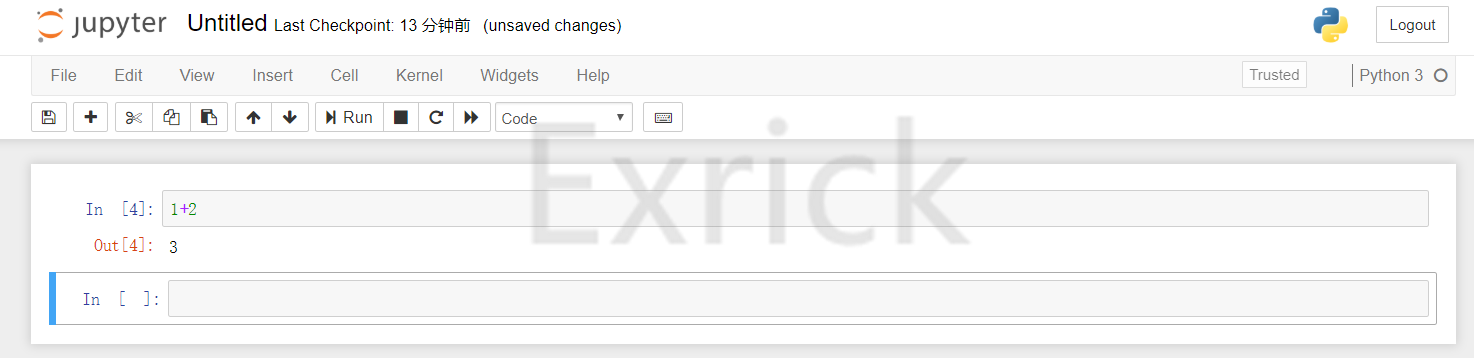 jupyter Untitled Last Checkpoint: 13 分钟前 (unsaved changes) Logout
File Edit View Insert Cell Kernel Widgets Help Trusted Python 3
Run Code
Exrick
In [4]: 1+2
Out[4]: 3
In [ ]: